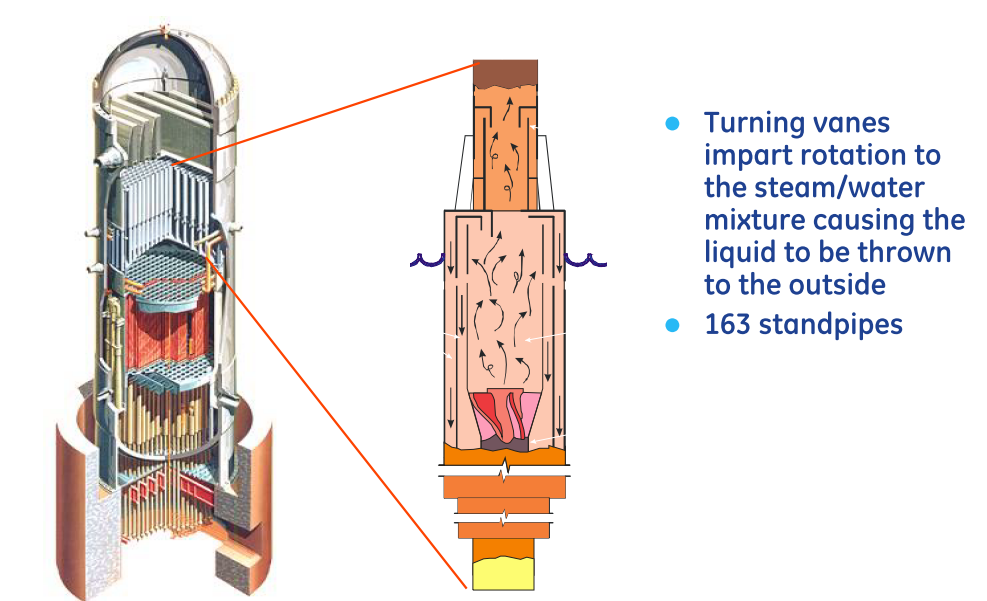 Turning vanes
impart rotation to
the steam/water
mixture causing the
liquid to be thrown
to the outside
163 standpipes